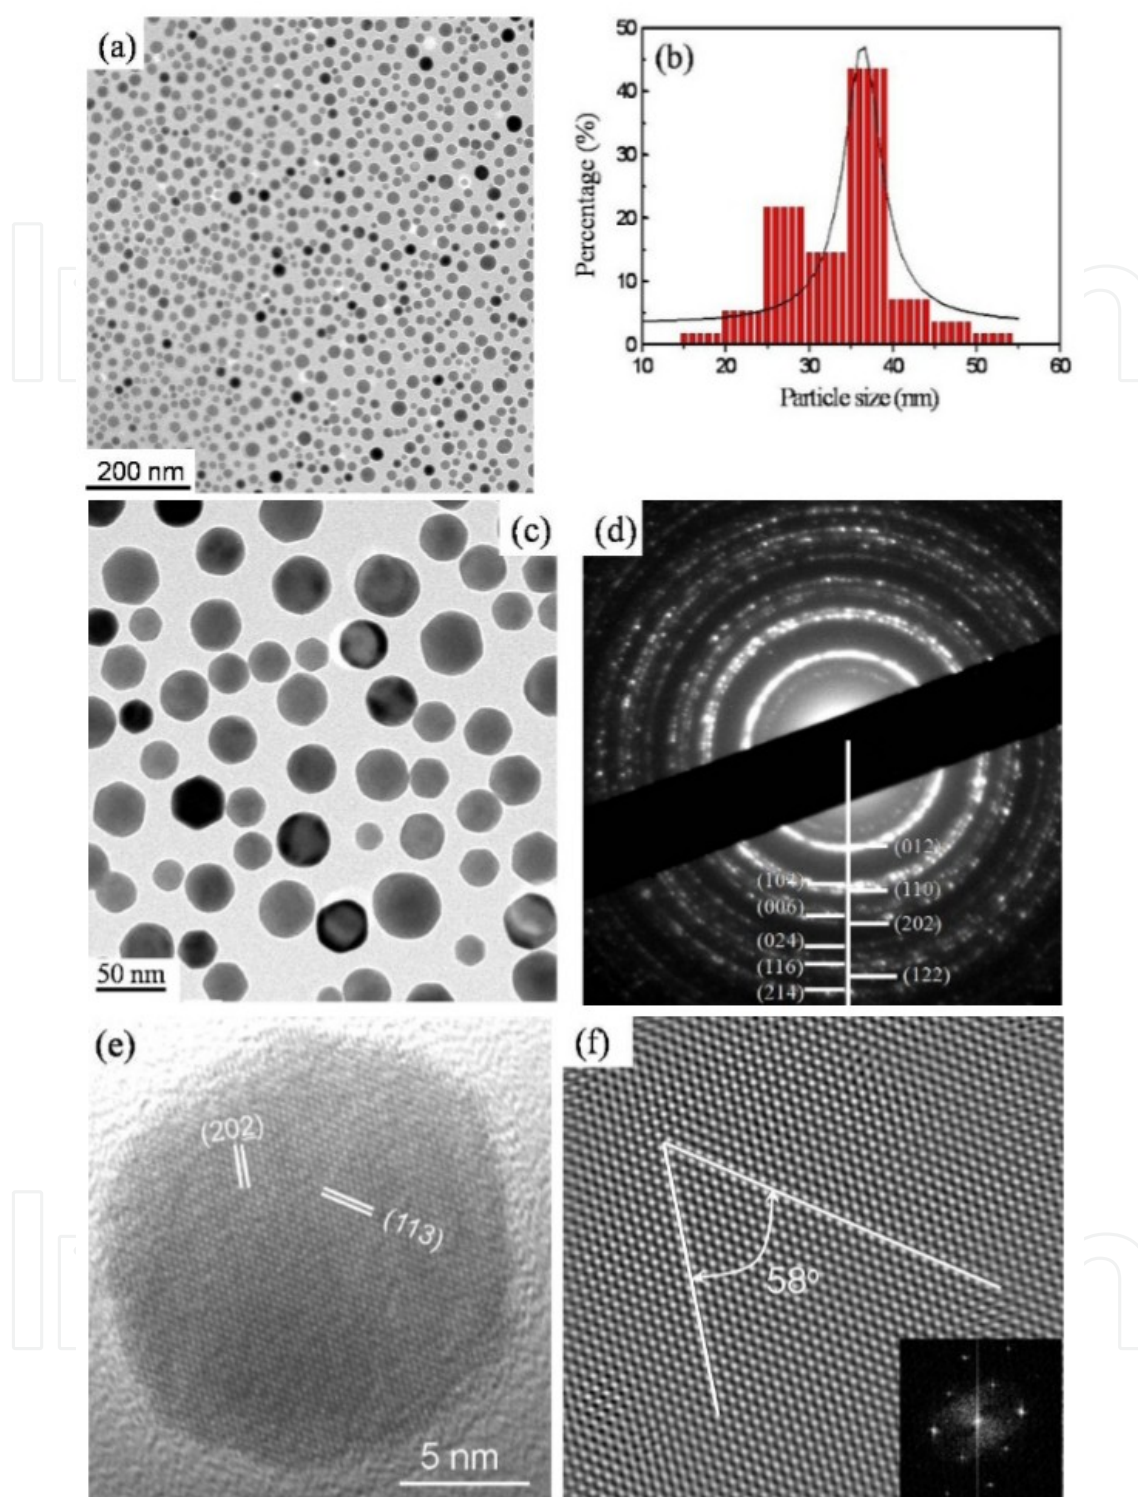 (a)
200 nm
(b)
50
40
30
20
10
0
10 20 30 40 50 60
Percentage (%)
Particle size (nm)
(c)
50 nm
(d)
(012)
(104)
(110)
(006)
(202)
(024)
(116)
(122)
(214)
(e)
(202)
(113)
5 nm
(f)
58º